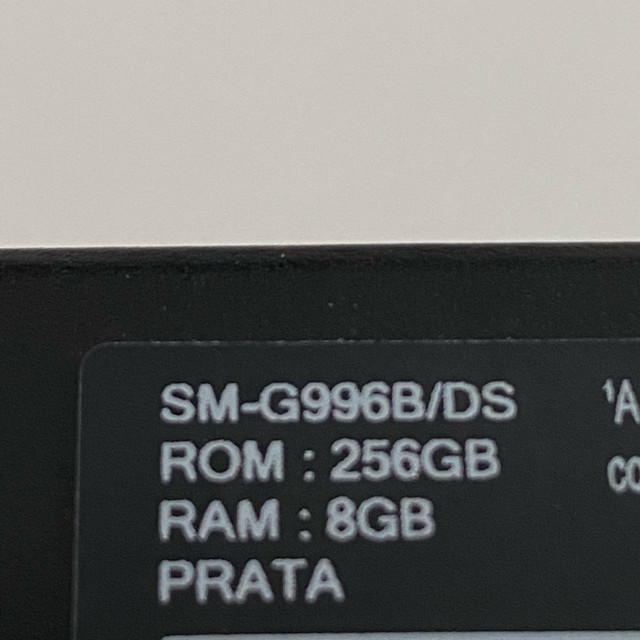 SM-G996B/DS
ROM : 256GB
RAM : 8GB
PRATA